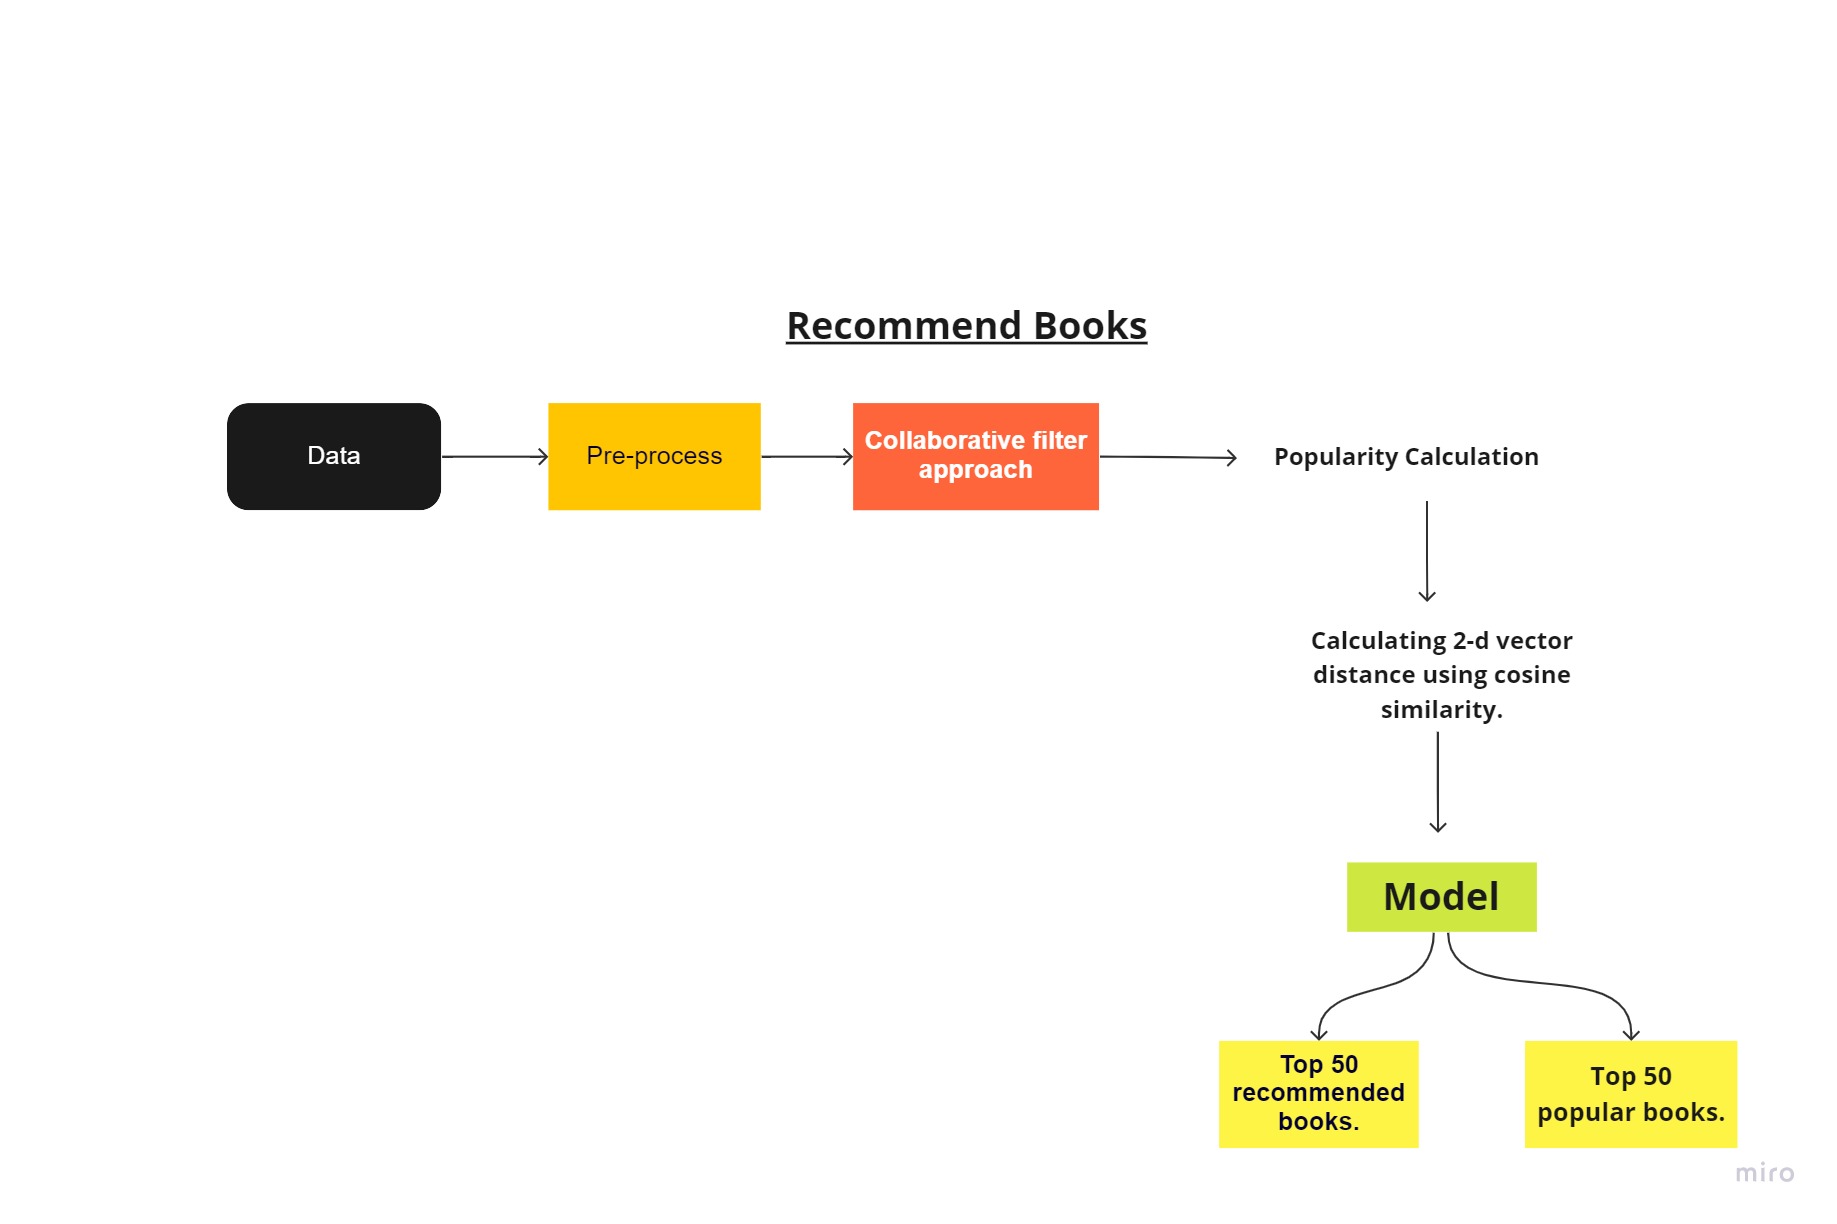 Recommend Books
Data
Pre-process
Collaborative filter
approach
Popularity Calculation
Calculating 2-d vector
distance using cosine
similarity.
Model
Top 50
recommended
books.
Top 50
popular books.
miro